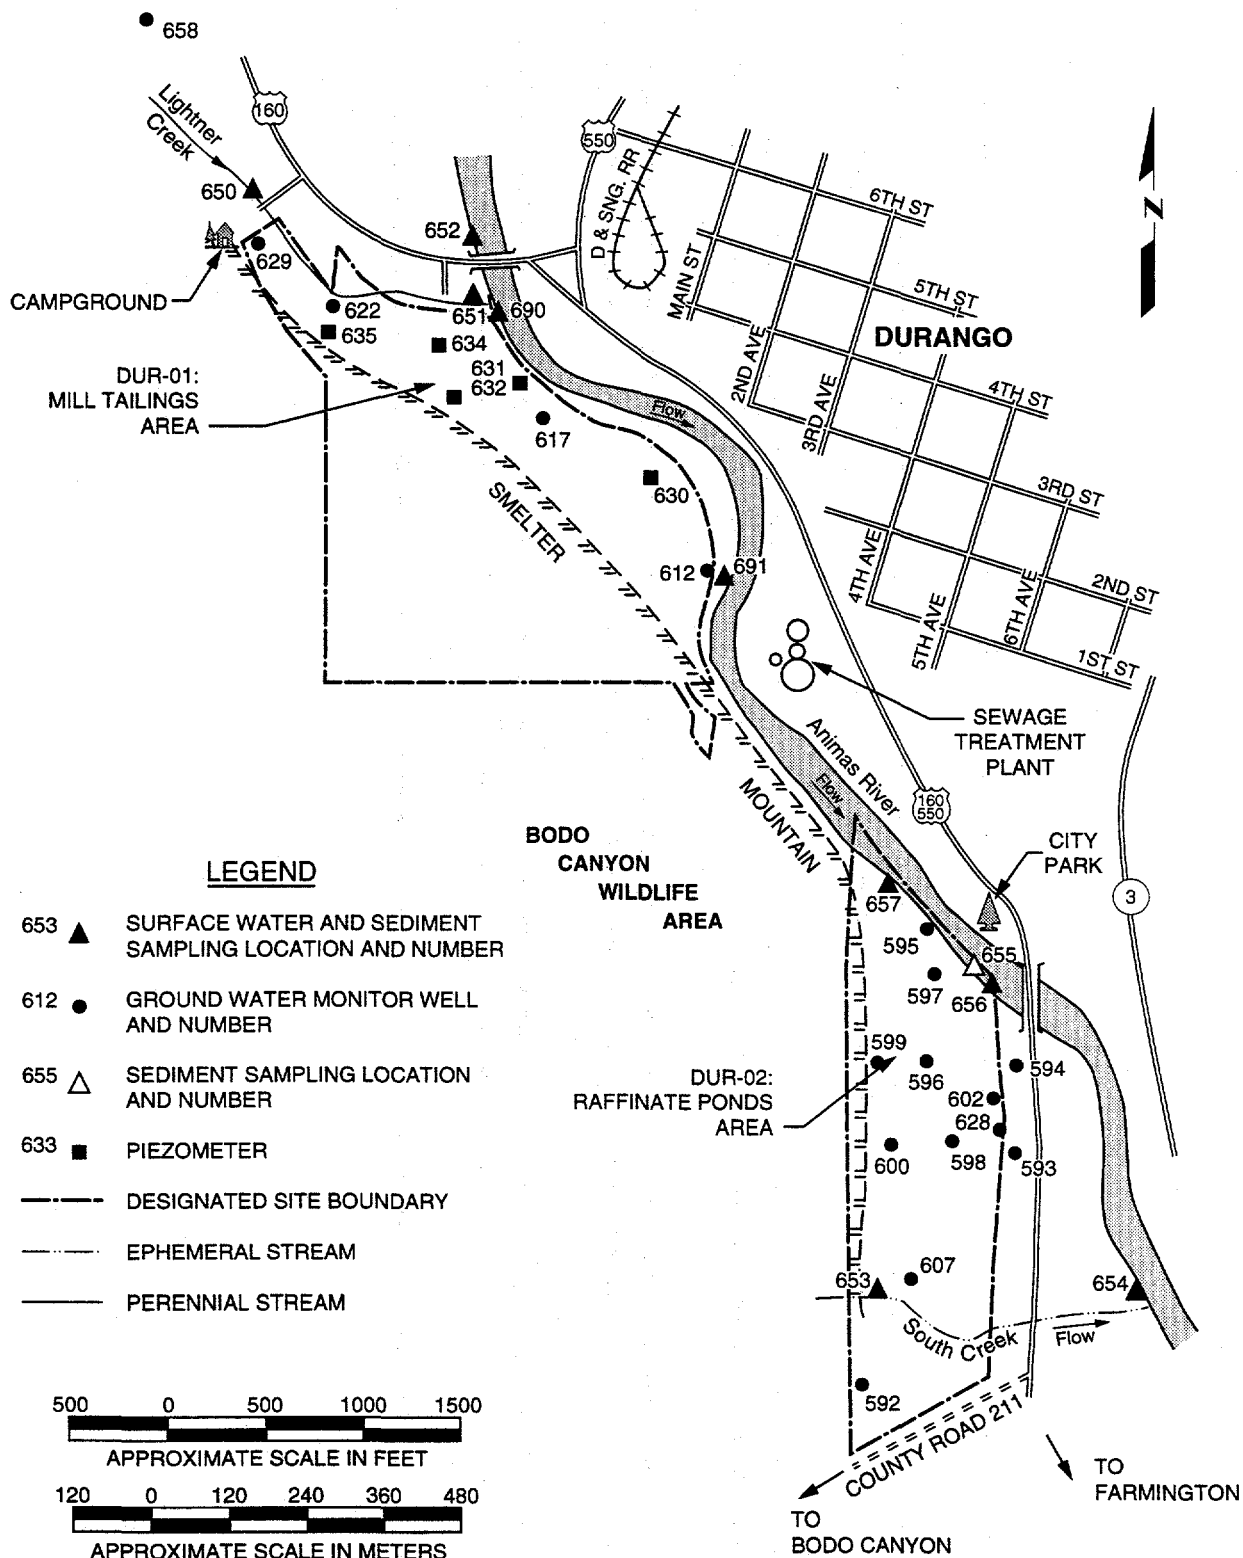 658
160
Lightner
Creek
550
D & SNG. RR
6TH ST
650
652
MAIN ST
N
629
5TH ST
CAMPGROUND
622
651
690
DURANGO
635
634
2ND AVE
631
DUR-01:
MILL TAILINGS
AREA
632
3RD AVE
4TH ST
Flow
617
SMELTER
630
3RD ST
612
691
4TH AVE
2ND ST
5TH AVE
6TH AVE
1ST ST
SEWAGE
TREATMENT
PLANT
Animas River
Flow
MOUNTAIN
160
550
BODO
CANYON
WILDLIFE
AREA
CITY
PARK
3
657
595
655
597
656
599
596
594
DUR-02:
RAFFINATE PONDS
AREA
602
628
600
598
593
607
653
654
South Creek
Flow
592
COUNTY ROAD 211
TO
FARMINGTON
TO
BODO CANYON
LEGEND
653 SURFACE WATER AND SEDIMENT
SAMPLING LOCATION AND NUMBER
612 GROUND WATER MONITOR WELL
AND NUMBER
655 SEDIMENT SAMPLING LOCATION
AND NUMBER
633 PIEZOMETER
DESIGNATED SITE BOUNDARY
EPHEMERAL STREAM
PERENNIAL STREAM
500 0 500 1000 1500
APPROXIMATE SCALE IN FEET
120 0 120 240 360 480
APPROXIMATE SCALE IN METERS